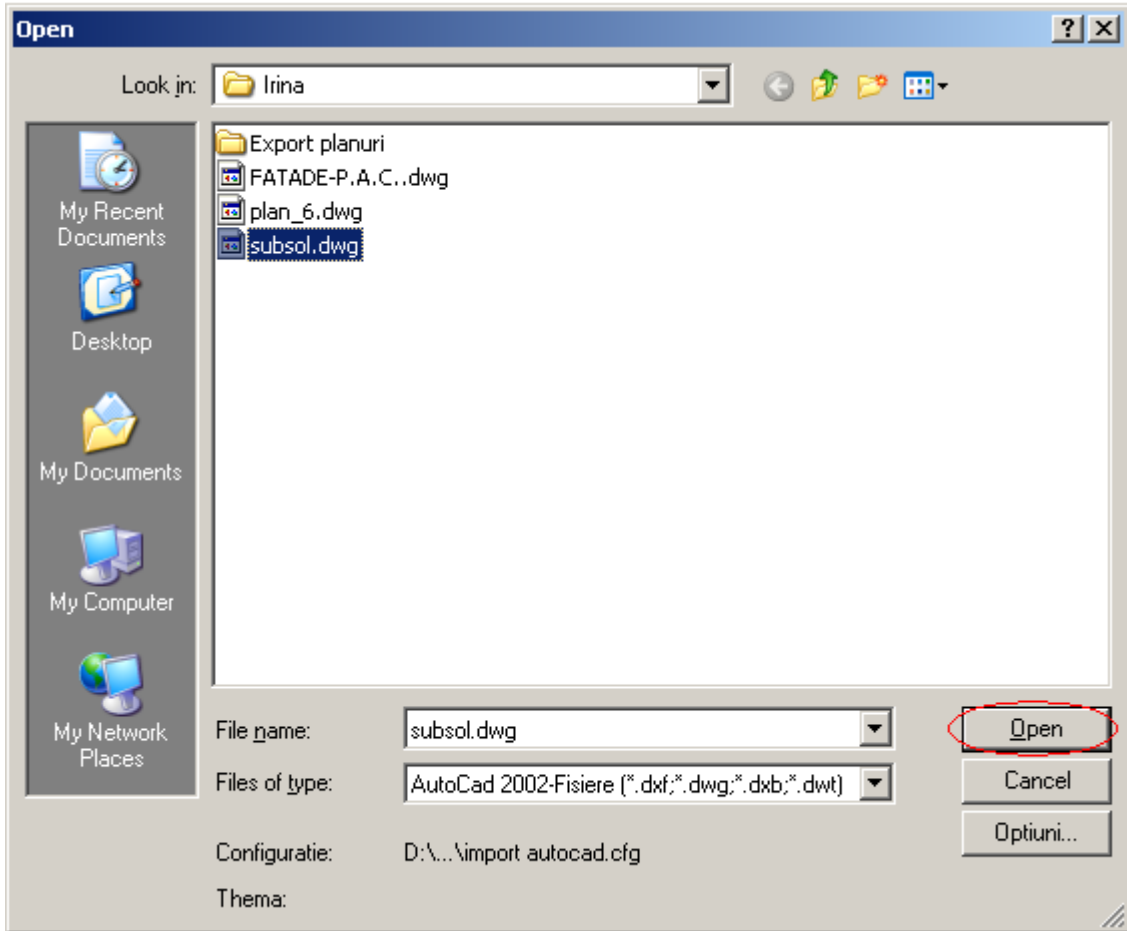 Open
Look in: Irina
Export planuri
FATADE-P.A.C..dwg
plan_6.dwg
subsol.dwg
My Recent
Documents
Desktop
My Documents
My Computer
My Network
Places
File name: subsol.dwg Open
Files of type: AutoCad 2002-Fisiere (*.dxf;*.dwg;*.dxb;*.dwt) Cancel
Optiuni...
Configuratie: D:\...\import autocad.cfg
Thema: